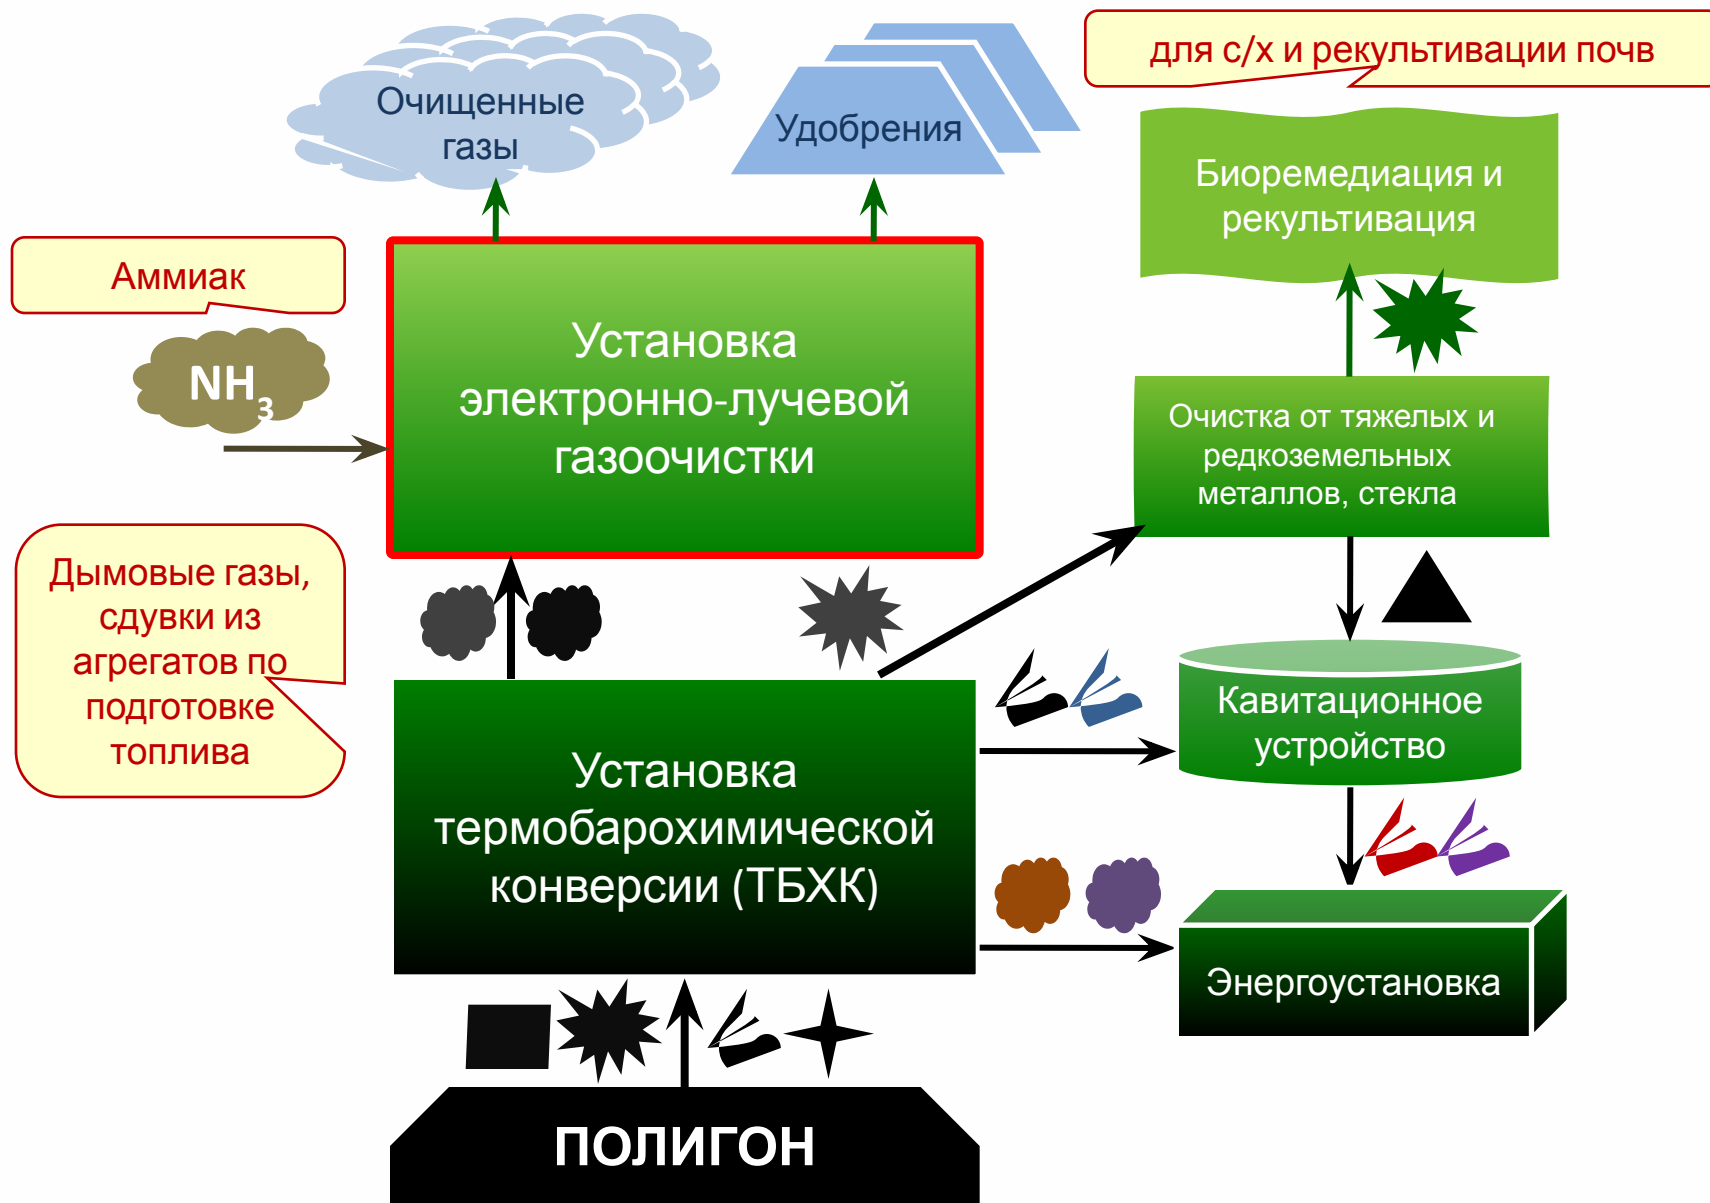 для с/х и рекультивации почв
Очищенные
газы
Удобрения
Биоремедиация и
рекультивация
Аммиак
NH3
Установка
электронно-лучевой
газоочистки
Очистка от тяжелых и
редкоземельных
металлов, стекла
Дымовые газы,
сдувки из
агрегатов по
подготовке
топлива
Кавитационное
устройство
Установка
термобарохимической
конверсии (ТБХК)
Энергоустановка
ПОЛИГОН